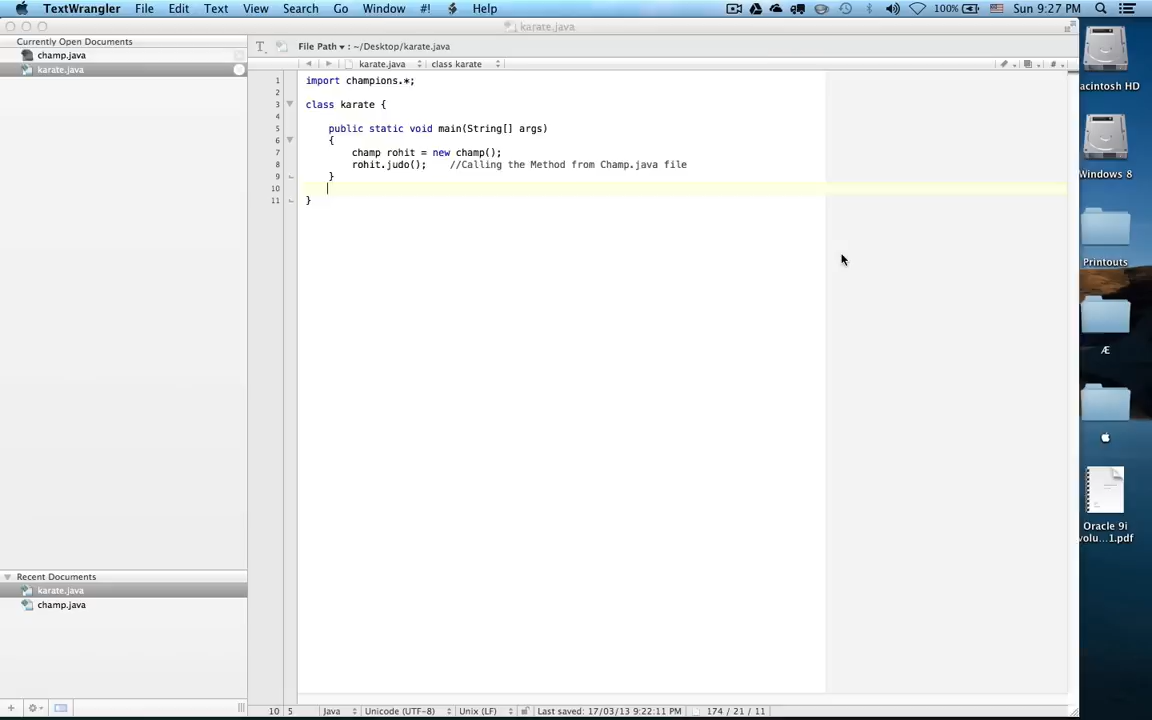 TextWrangler File Edit Text View Search Go Window #! Help 100% Sun 9:27 PM
karate.java
Currently Open Documents
champ.java
karate.java
File Path ▾ : ~/Desktop/karate.java
karate.java class karate
1 import champions.*;
2
3 class karate {
4
5 public static void main(String[] args)
6 {
7 champ rohit = new champ();
8 rohit.judo(); //Calling the Method from Champ.java file
9 }
10
11 }
acintosh HD
Windows 8
Printouts
Æ
Oracle 9i
volu...1.pdf
Recent Documents
karate.java
champ.java
10 5 Java Unicode (UTF-8) Unix (LF) Last saved: 17/03/13 9:22:11 PM 174 / 21 / 11